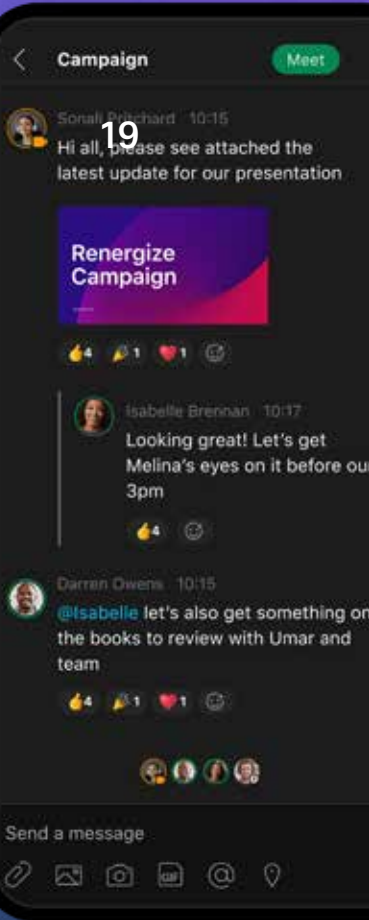 Campaign
Meet
Sonali Pritchard 10:15
19
Hi all, please see attached the
latest update for our presentation
Renergize
Campaign
4 1 1
Isabelle Brennan 10:17
Looking great! Let's get
Melina's eyes on it before our
3pm
4
Darren Owens 10:15
@Isabelle let's also get something on
the books to review with Umar and
team
4 1 1
Send a message
GIF